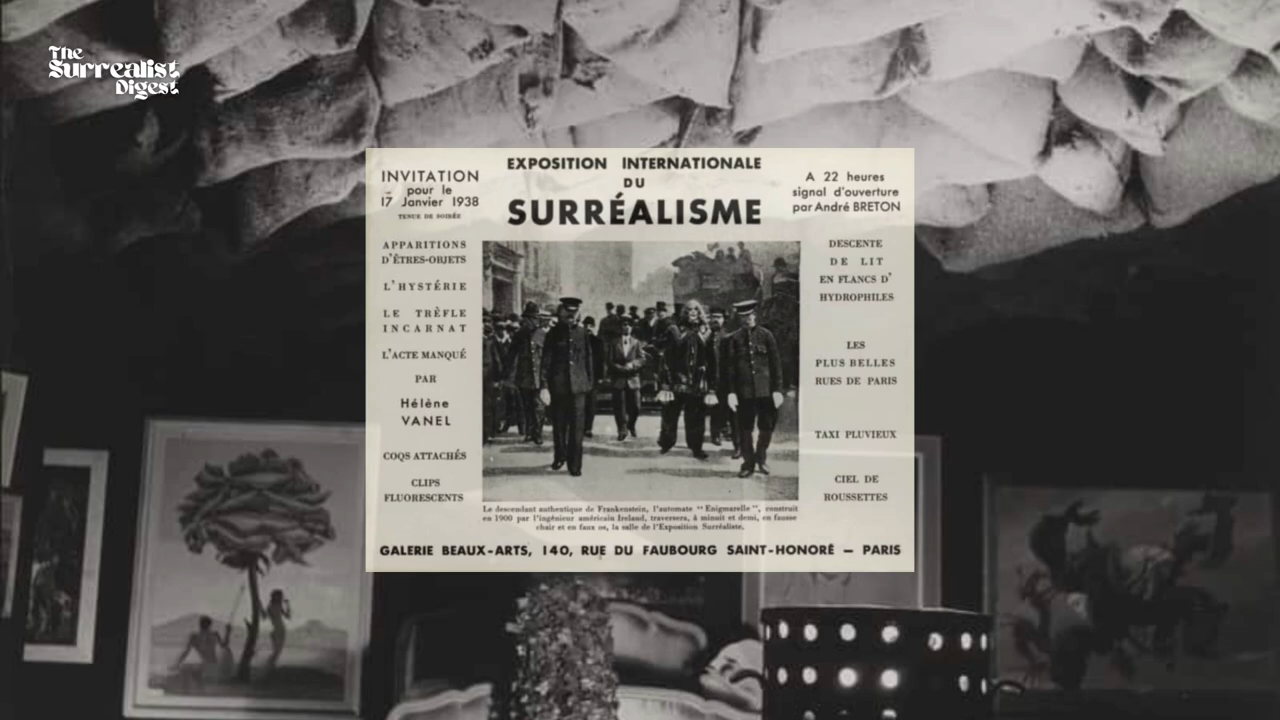 The
Surrealist
Digest
EXPOSITION INTERNATIONALE
DU
SURRÉALISME
INVITATION
pour le
17 Janvier 1938
TENUE DE SOIRÉE
A 22 heures
signal d'ouverture
par André BRETON
APPARITIONS
D'ÊTRES-OBJETS
L'HYSTÉRIE
LE TRÈFLE
INCARNAT
L'ACTE MANQUÉ
PAR
Hélène
VANEL
COQS ATTACHÉS
CLIPS
FLUORESCENTS
DESCENTE
DE LIT
EN FLANCS D'
HYDROPHILES
LES
PLUS BELLES
RUES DE PARIS
TAXI PLUVIEUX
CIEL DE
ROUSSETTES
Le descendant authentique de Frankenstein, l'automate "Enigmarelle", construit
en 1900 par l'ingénieur américain Ireland, traversera, à minuit et demi, en fausse
chair et en faux os, la salle de l'Exposition Surréaliste.
GALERIE BEAUX-ARTS, 140, RUE DU FAUBOURG SAINT-HONORÉ — PARIS